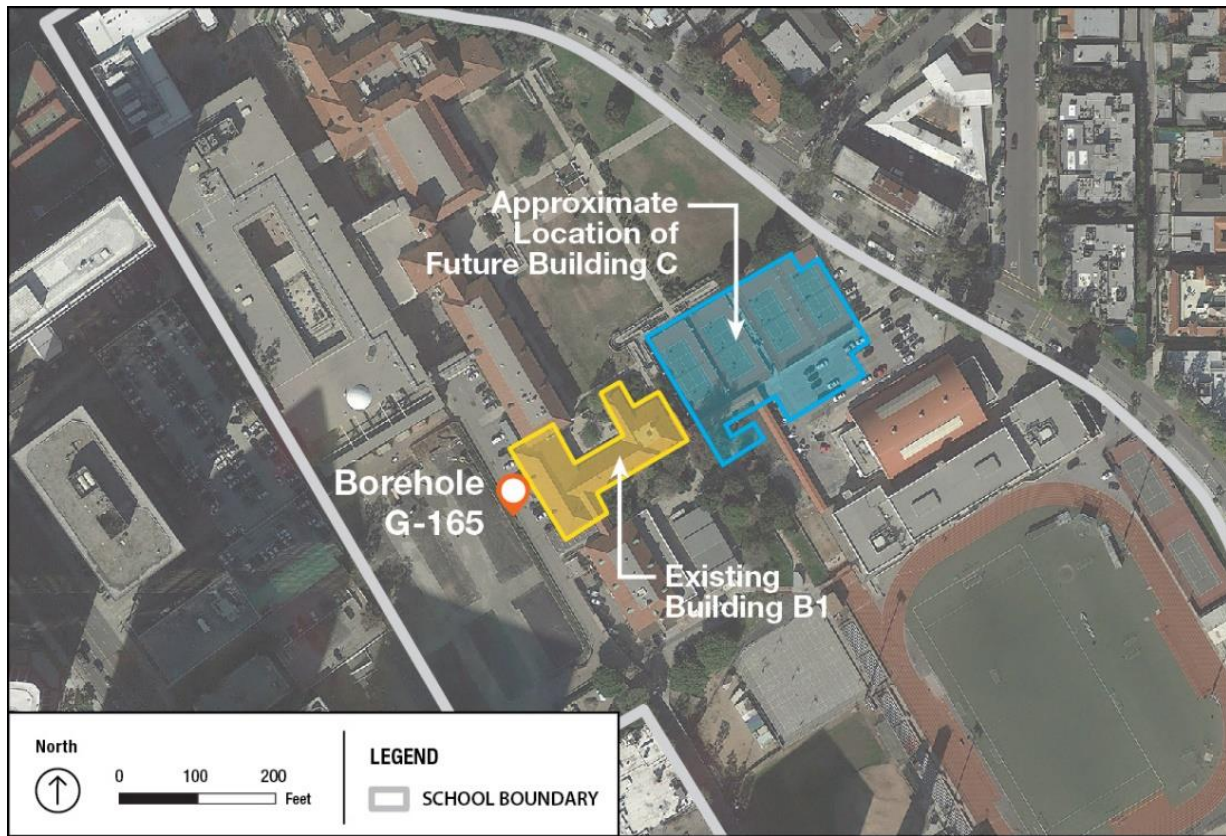 Approximate
Location of
Future Building C
Borehole
G-165
Existing
Building B1
North
0 100 200
Feet
LEGEND
SCHOOL BOUNDARY